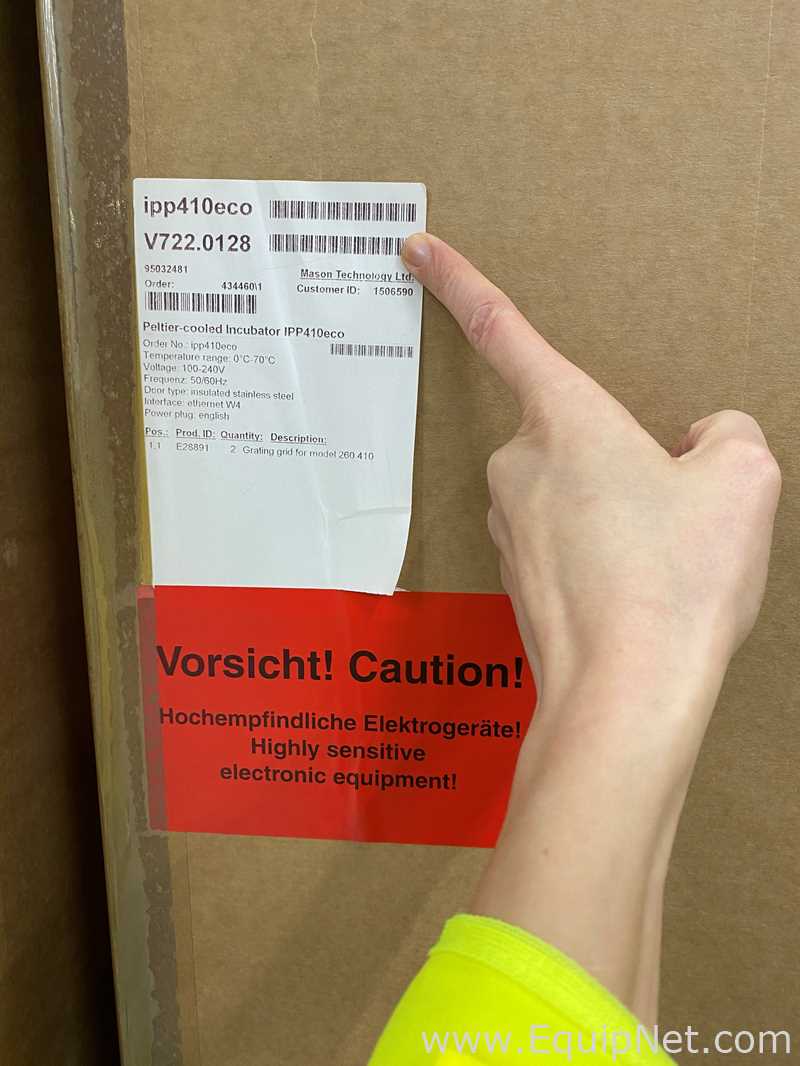 ipp410eco
V722.0128
95032481
Mason Technology Ltd.
Order: 434460\1 Customer ID: 1506590
Peltier-cooled Incubator IPP410eco
Order No.: ipp410eco
Temperature range: 0°C-70°C
Voltage: 100-240V
Frequenz: 50/60Hz
Door type: insulated stainless steel
Interface: ethernet W4
Power plug: english
Pos.: Prod. ID: Quantity: Description:
1.1 E28891 2 Grating grid for model 260 410
Vorsicht! Caution!
Hochempfindliche Elektrogeräte!
Highly sensitive
electronic equipment!
www.EquipNet.com